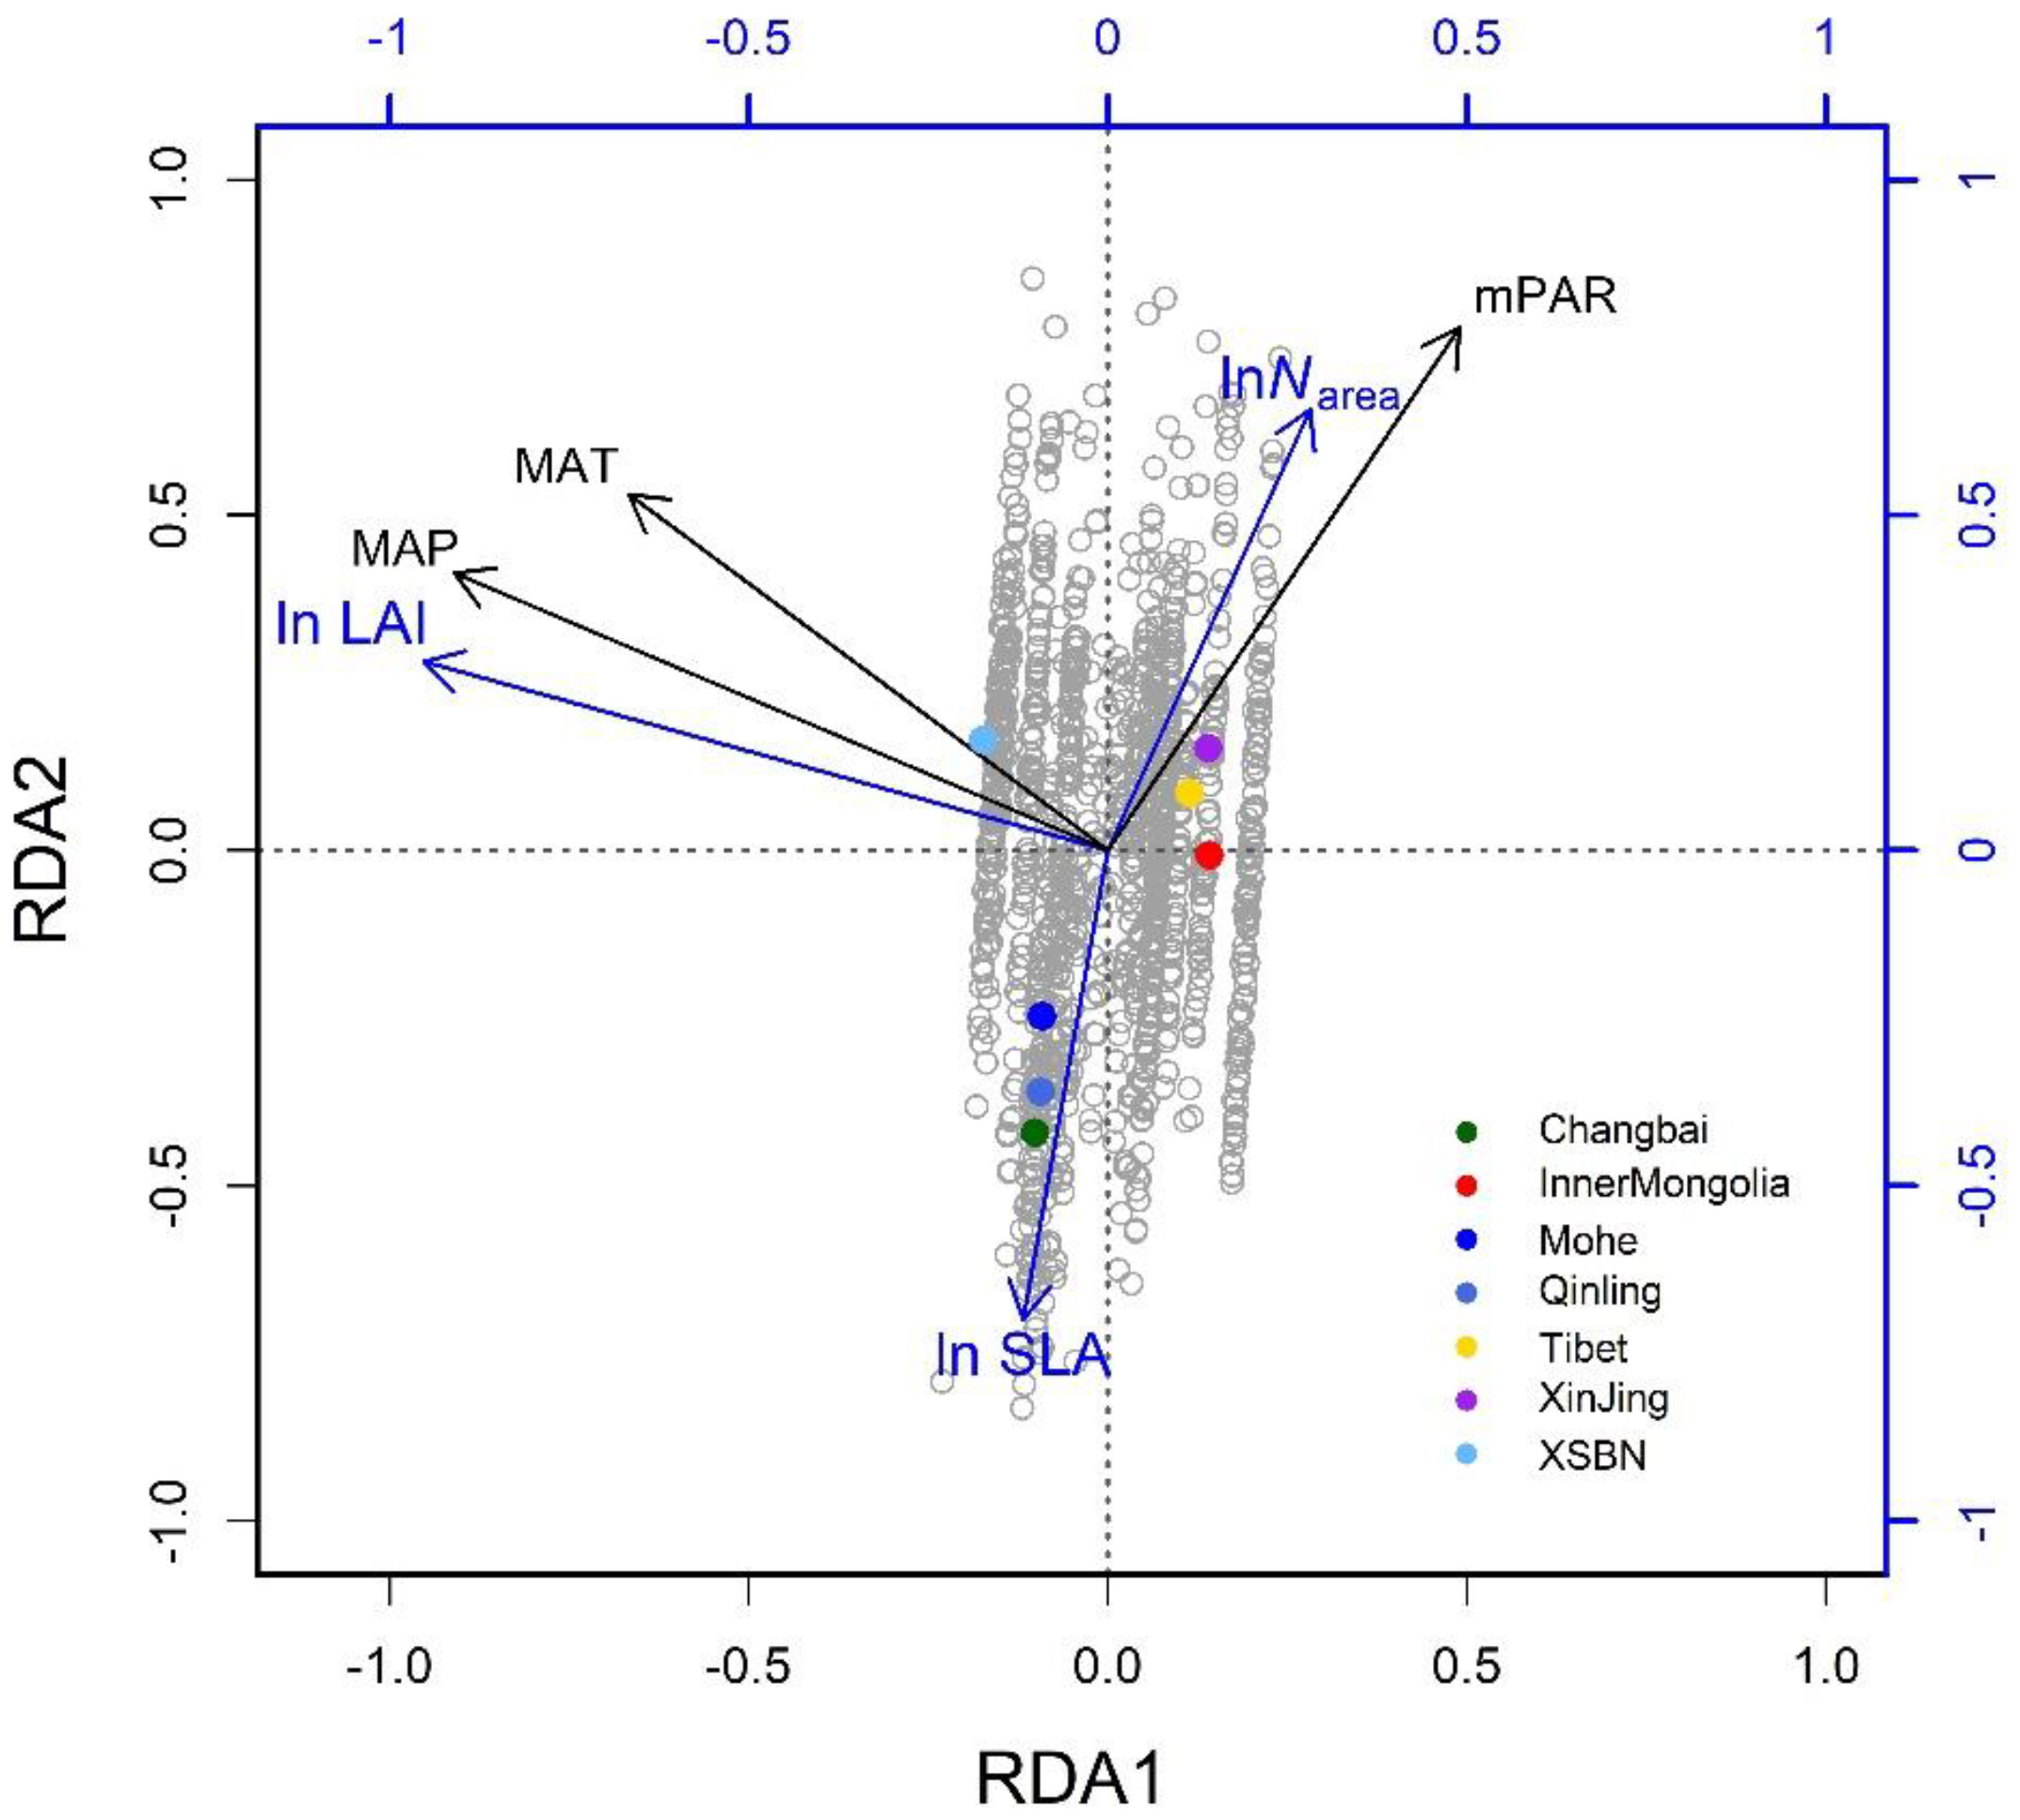 -1 -0.5 0 0.5 1
1.0 1
mPAR
lnNarea
MAT
0.5 0.5
MAP
ln LAI
RDA2
0.0 0
Changbai
-0.5 InnerMongolia -0.5
Mohe
Qinling
ln SLA Tibet
XinJing
XSBN
-1.0 -1
-1.0 -0.5 0.0 0.5 1.0
RDA1